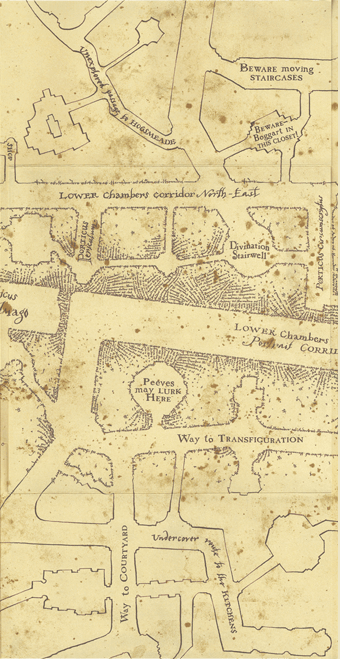 Unexplored passage to HOGSMEADE
BEWARE moving
STAIRCASES
BEWARE
Boggart IN
THIS CLOSET!
LOWER Chambers corridor North-East
Divination
Stairwell
LOWER Chambers
Portrait CORRI
Peeves
may LURK
HERE
Way to TRANSFIGURATION
Way to COURTYARD
Undercover route to the KITCHENS.